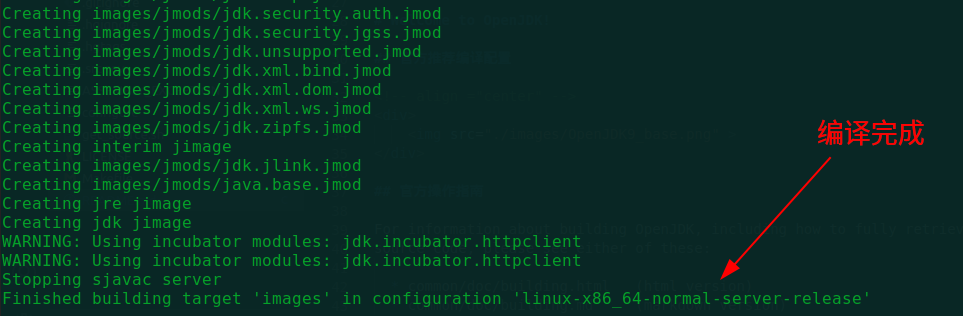 Creating images/jmods/jdk.security.auth.jmod
Creating images/jmods/jdk.security.jgss.jmod
Creating images/jmods/jdk.unsupported.jmod
Creating images/jmods/jdk.xml.bind.jmod
Creating images/jmods/jdk.xml.dom.jmod
Creating images/jmods/jdk.xml.ws.jmod
Creating images/jmods/jdk.zipfs.jmod
编译完成
Creating interim jimage
Creating images/jmods/jdk.jlink.jmod
Creating images/jmods/java.base.jmod
Creating jre jimage
Creating jdk jimage
WARNING: Using incubator modules: jdk.incubator.httpclient
WARNING: Using incubator modules: jdk.incubator.httpclient
Stopping sjavac server
Finished building target 'images' in configuration 'linux-x86_64-normal-server-release'